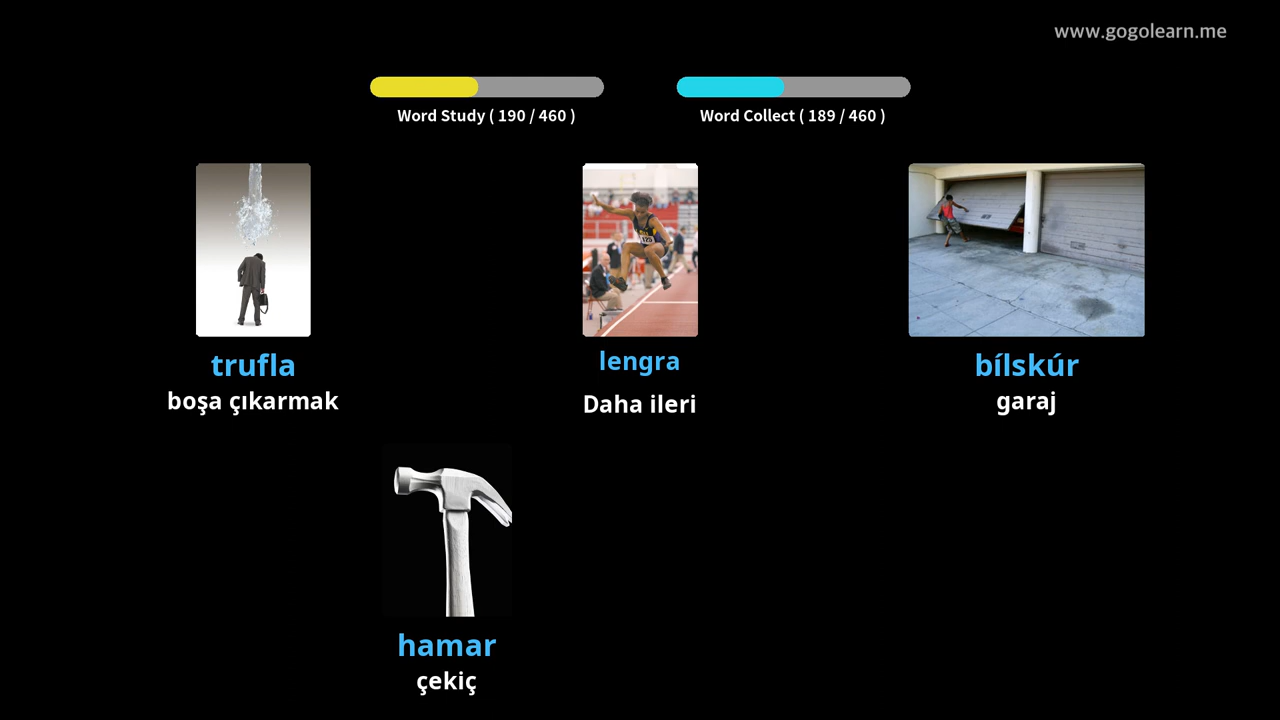 www.gogolearn.me
Word Study ( 190 / 460 )
Word Collect ( 189 / 460 )
trufla
boşa çıkarmak
lengra
Daha ileri
bílskúr
garaj
hamar
çekiç